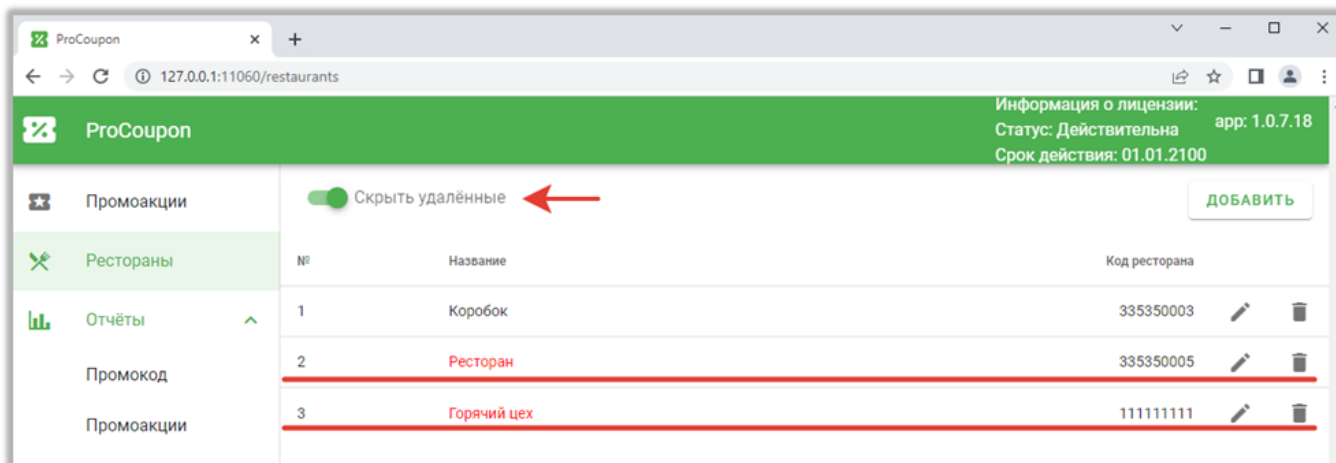 ProCoupon
127.0.0.1:11060/restaurants
ProCoupon
Информация о лицензии:
Статус: Действительна
Срок действия: 01.01.2100
app: 1.0.7.18
Промоакции
Рестораны
Отчёты
Промокод
Промоакции
Скрыть удалённые
ДОБАВИТЬ
№ Название Код ресторана
1 Коробок 335350003
2 Ресторан 335350005
3 Горячий цех 111111111